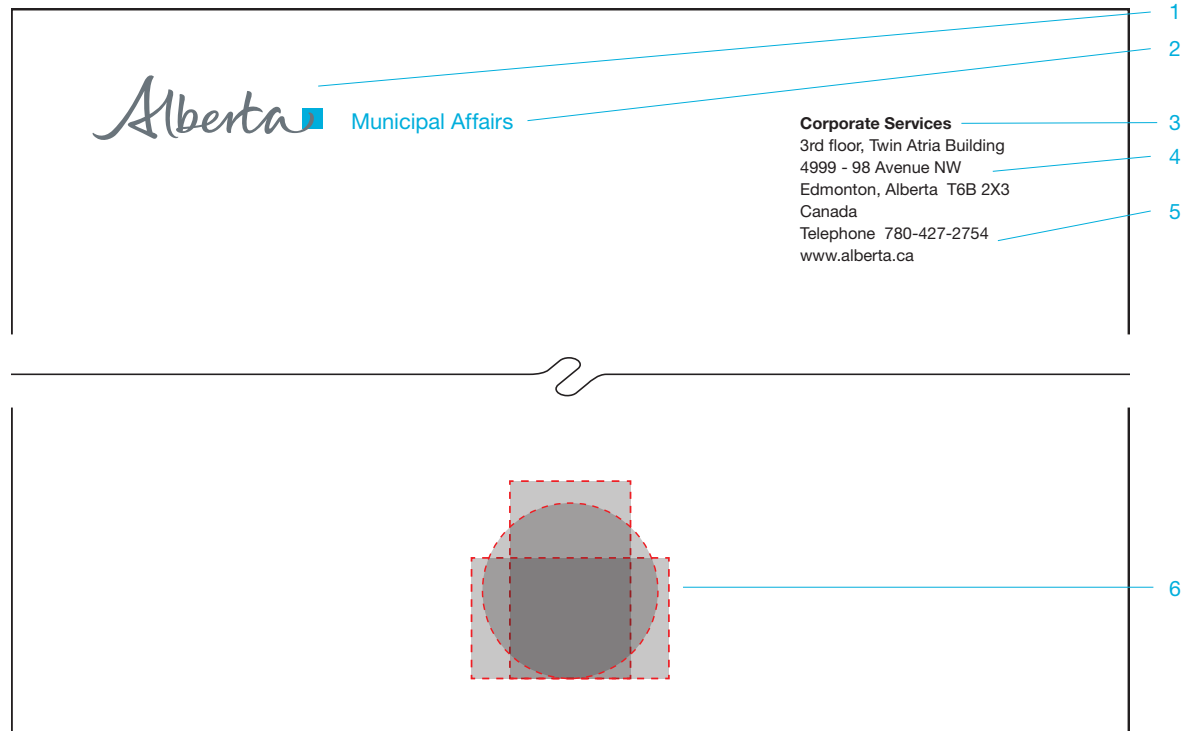 1
2
Alberta Municipal Affairs
Corporate Services
3
3rd floor, Twin Atria Building
4999 - 98 Avenue NW
4
Edmonton, Alberta  T6B 2X3
Canada
5
Telephone  780-427-2754
www.alberta.ca
6